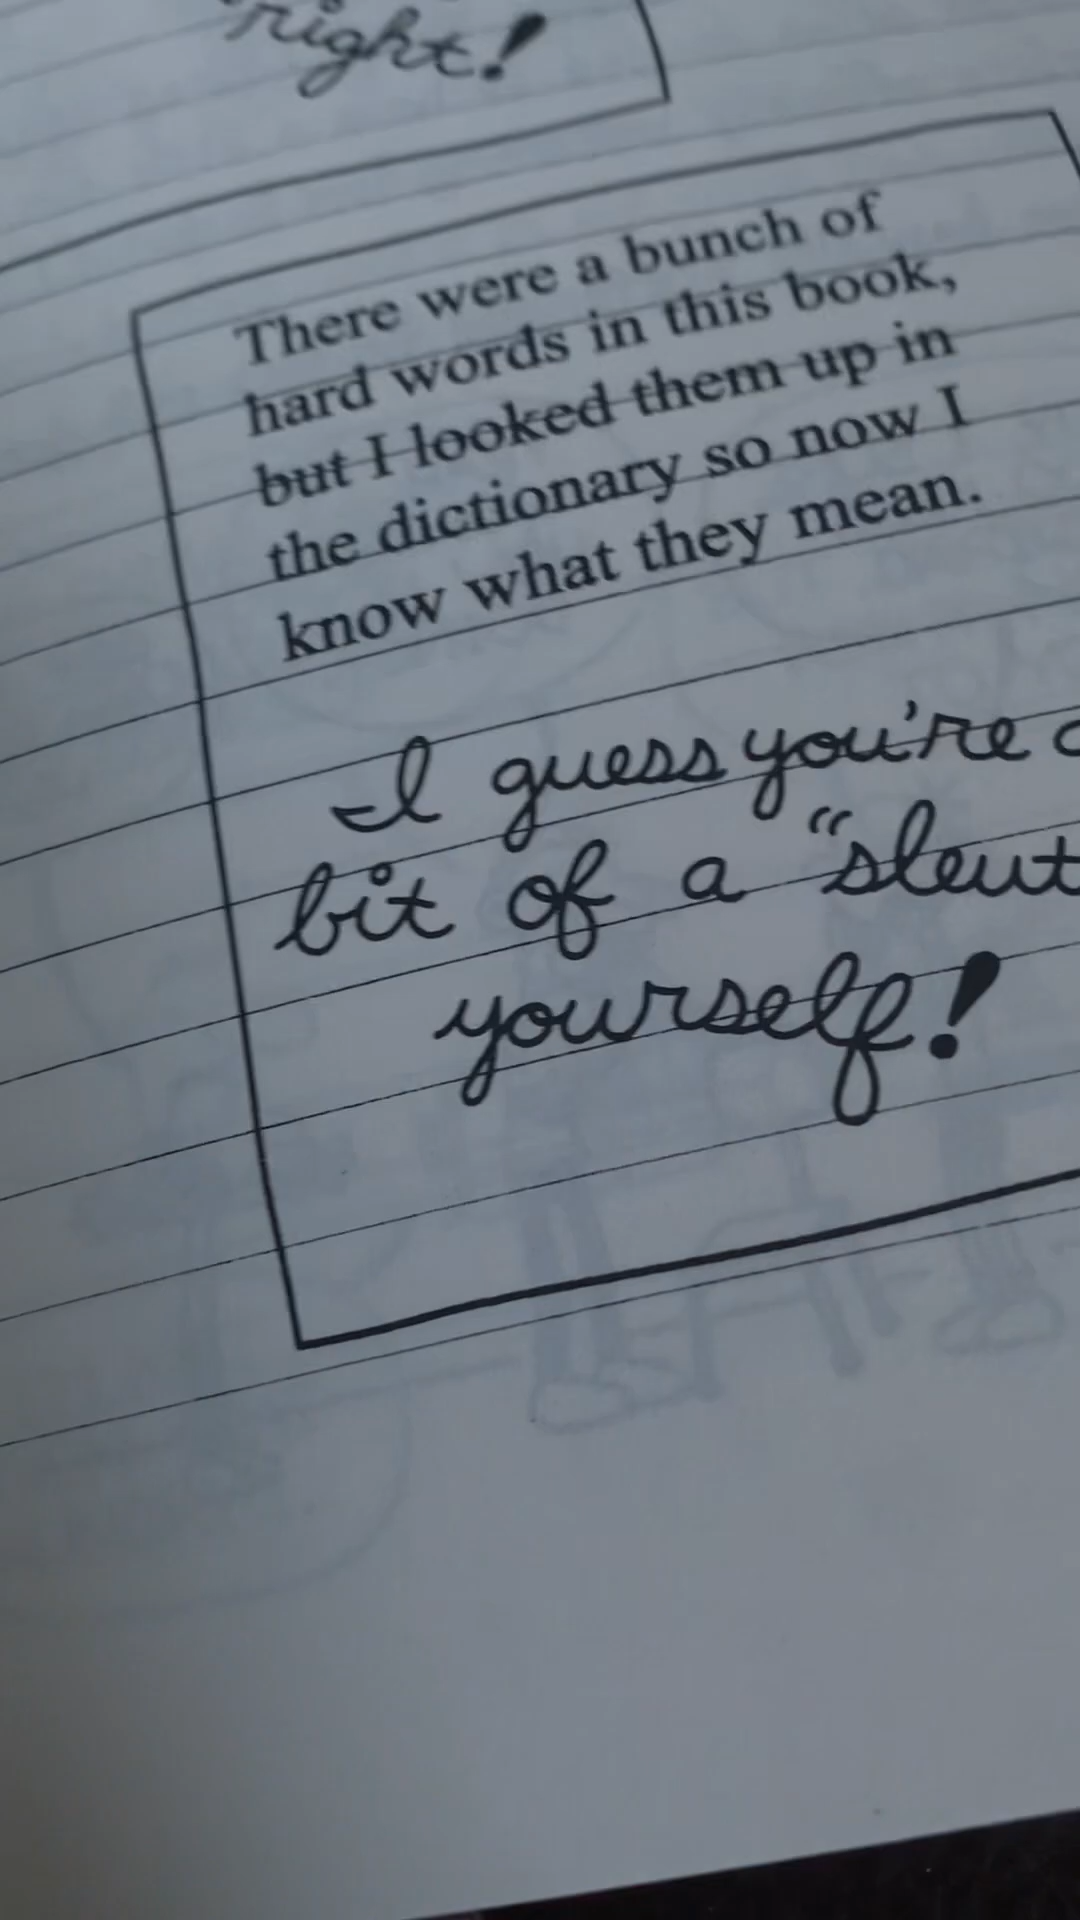 right!
There were a bunch of
hard words in this book,
but I looked them up in
the dictionary so now I
know what they mean.
I guess you're
bit of a "sleut
yourself!